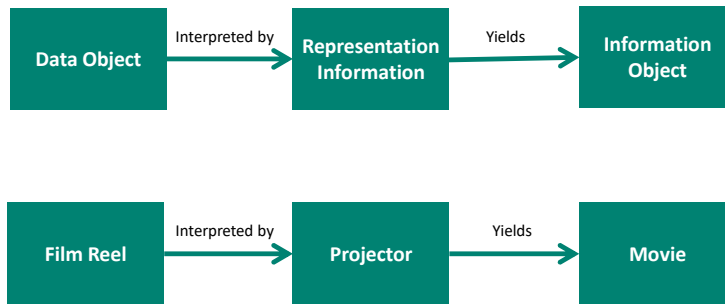 Data Object
Interpreted by
Representation
Information
Yields
Information
Object
Film Reel
Interpreted by
Projector
Yields
Movie